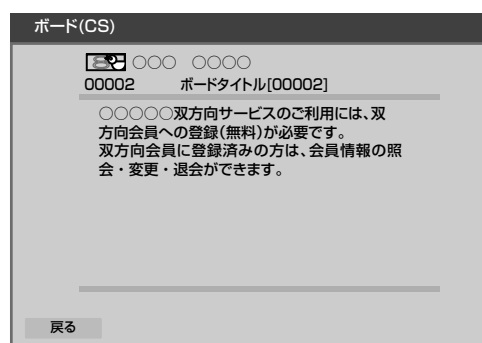 ボード(CS)
○○○ ○○○○
00002 ボードタイトル[00002]
○○○○○双方向サービスのご利用には、双
方向会員への登録(無料)が必要です。
双方向会員に登録済みの方は、会員情報の照
会・変更・退会ができます。
戻る